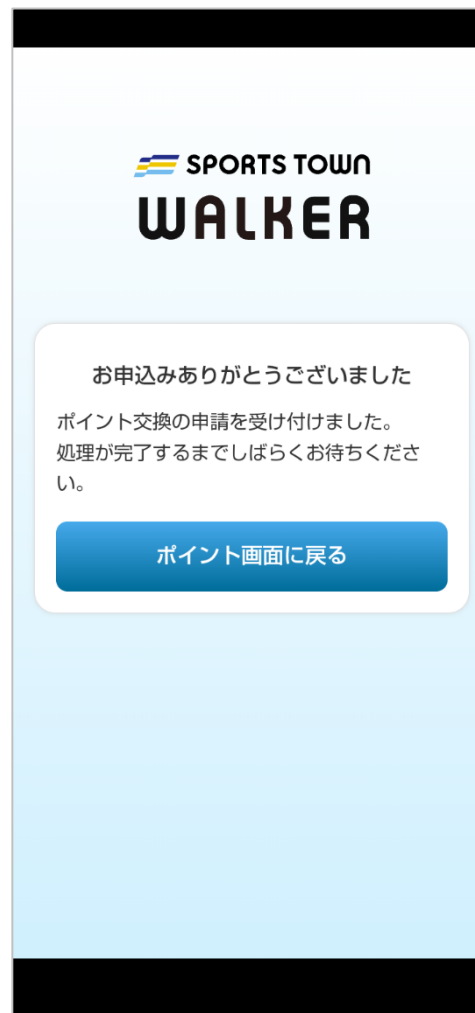 SPORTS TOWN
WALKER
お申込みありがとうございました
ポイント交換の申請を受け付けました。
処理が完了するまでしばらくお待ちくださ
い。
ポイント画面に戻る